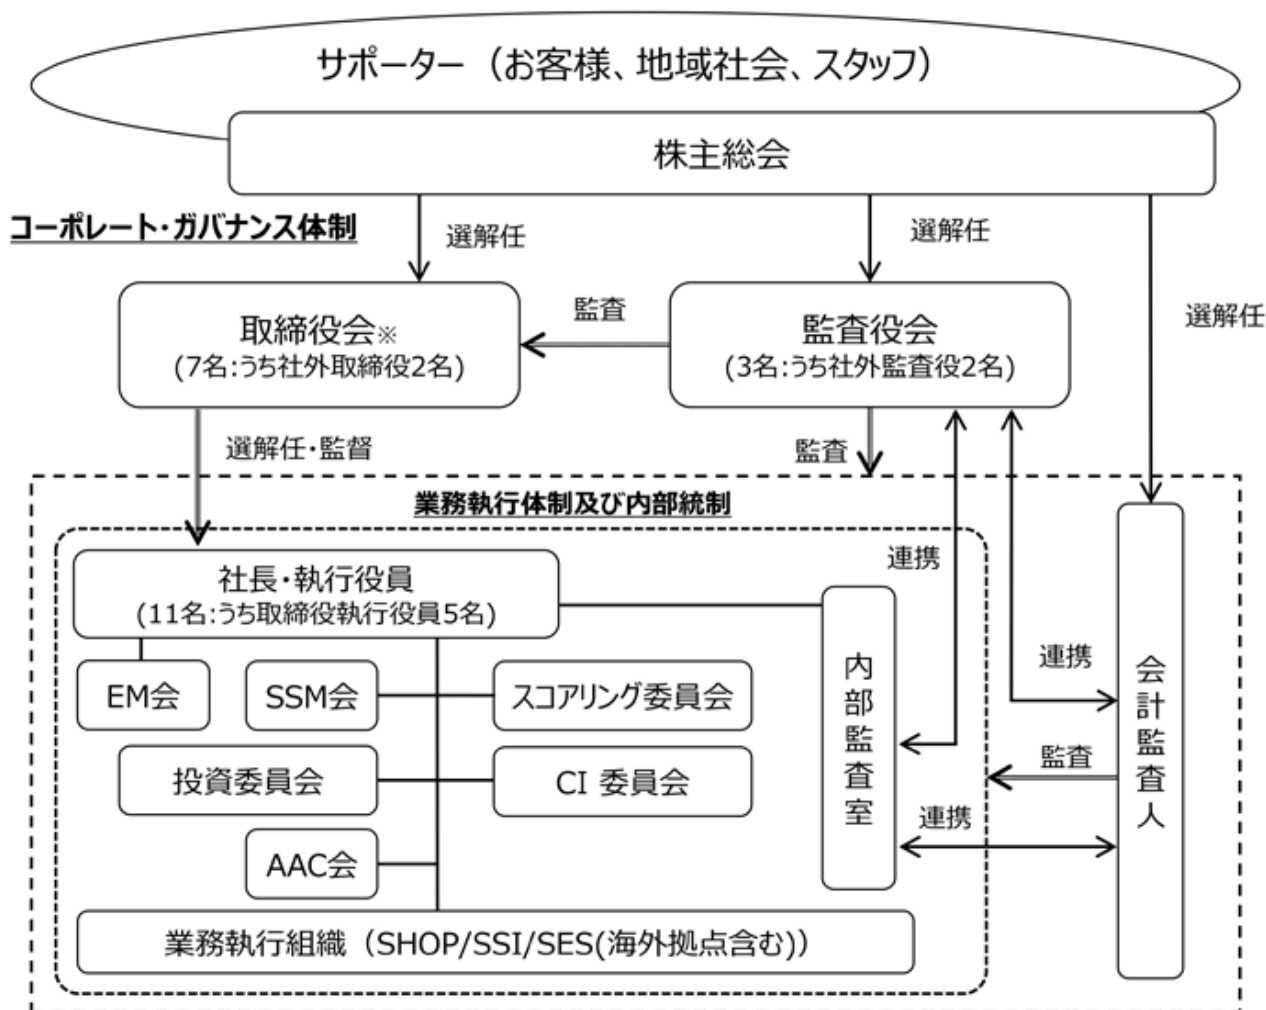 サポーター（お客様、地域社会、スタッフ）
株主総会
コーポレート・ガバナンス体制
選解任
選解任
選解任
取締役会※
(7名:うち社外取締役2名)
監査
監査役会
(3名:うち社外監査役2名)
選解任・監督
監査
業務執行体制及び内部統制
社長・執行役員
(11名:うち取締役執行役員5名)
連携
内部監査室
連携
会計監査人
EM会
SSM会
スコアリング委員会
投資委員会
CI 委員会
監査
連携
AAC会
業務執行組織（SHOP/SSI/SES(海外拠点含む)）